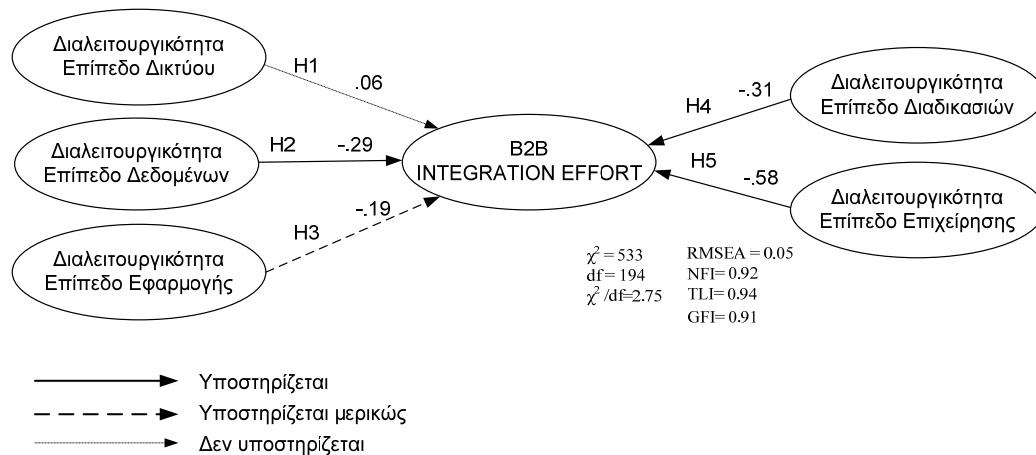 Διαλειτουργικότητα
Επίπεδο Δικτύου
H1
.06
Διαλειτουργικότητα
Επίπεδο Δεδομένων
H2
-.29
Διαλειτουργικότητα
Επίπεδο Εφαρμογής
H3
-.19
B2B
INTEGRATION EFFORT
-.31
H4
Διαλειτουργικότητα
Επίπεδο Διαδικασιών
H5
-.58
Διαλειτουργικότητα
Επίπεδο Επιχείρησης
χ² = 533
df = 194
χ² /df=2.75
RMSEA = 0.05
NFI= 0.92
TLI= 0.94
GFI= 0.91
Υποστηρίζεται
Υποστηρίζεται μερικώς
Δεν υποστηρίζεται